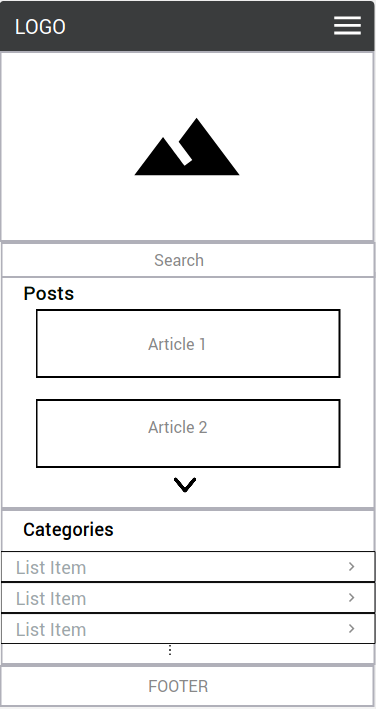 LOGO
Search
Posts
Article 1
Article 2
Categories
List Item
List Item
List Item
FOOTER